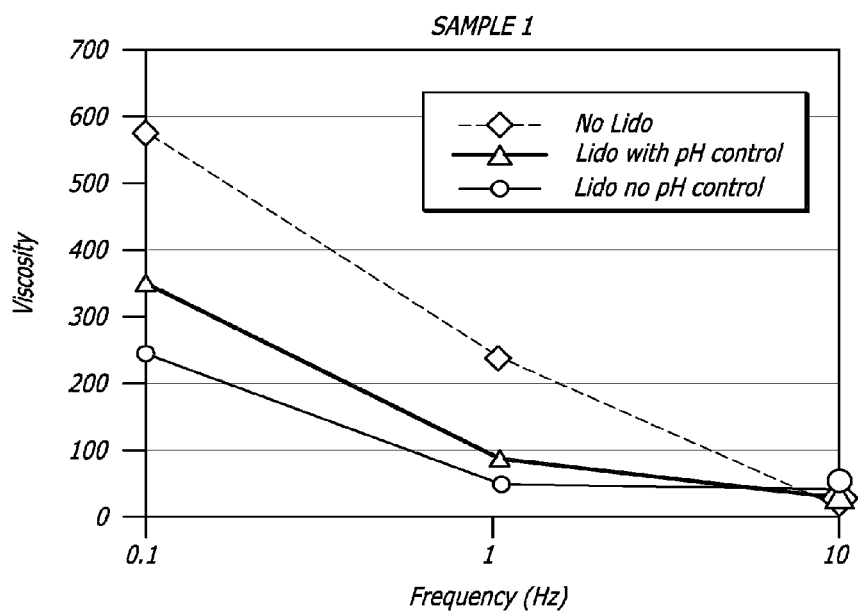 SAMPLE 1
700
600
500
400
300
200
100
0
Viscosity
No Lido
Lido with pH control
Lido no pH control
0.1 1 10
Frequency (Hz)